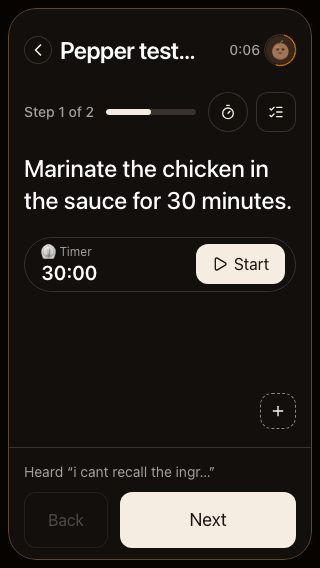 Pepper test...
0:06
Step 1 of 2
Marinate the chicken in
the sauce for 30 minutes.
Timer
30:00
Start
Heard “i cant recall the ingr...”
Back
Next